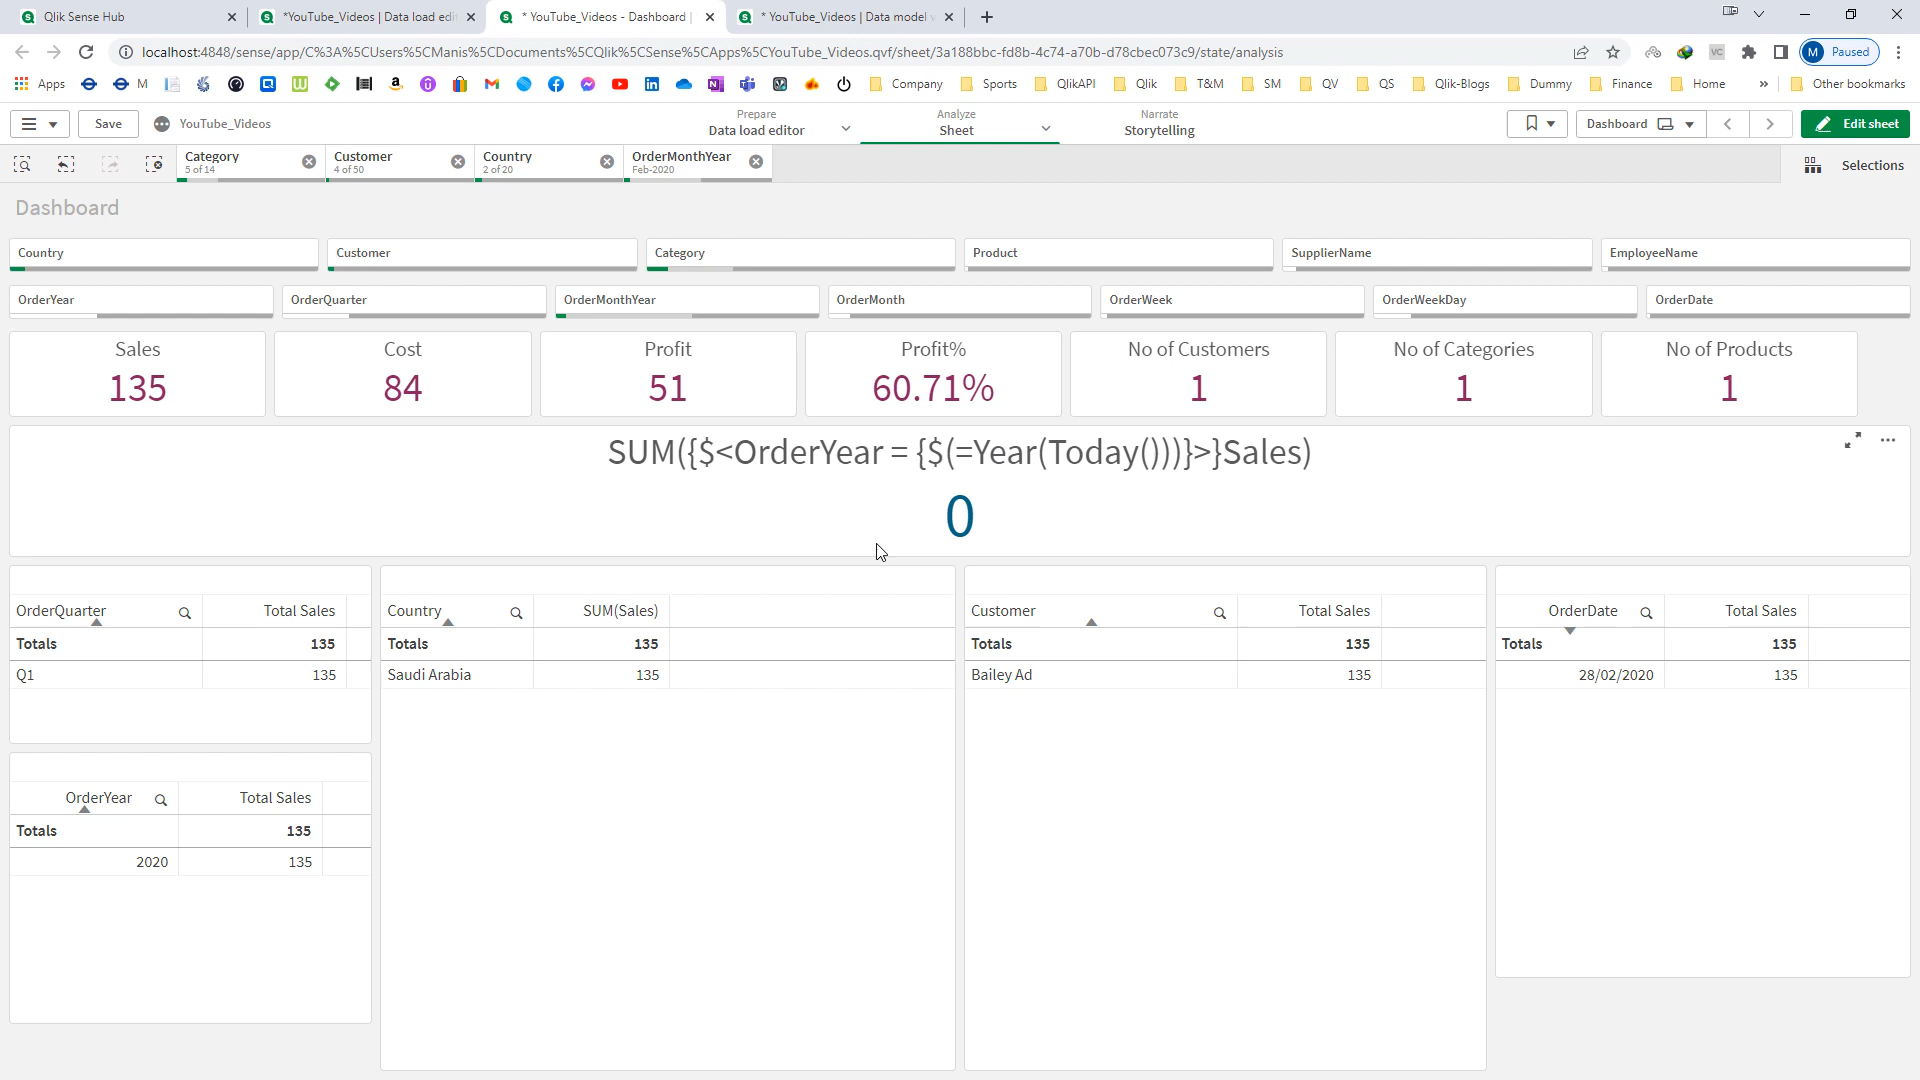 Qlik Sense Hub
*YouTube_Videos | Data load edi
* YouTube_Videos - Dashboard |
* YouTube_Videos | Data model v
localhost:4848/sense/app/C%3A%5CUsers%5CManis%5CDocuments%5CQlik%5CSense%5CApps%5CYouTube_Videos.qvf/sheet/3a188bbc-fd8b-4c74-a70b-d78cbec073c9/state/analysis
M Paused
Apps
M
Company
Sports
QlikAPI
Qlik
T&M
SM
QV
QS
Qlik-Blogs
Dummy
Finance
Home
»
Other bookmarks
Save
YouTube_Videos
Prepare
Data load editor
Analyze
Sheet
Narrate
Storytelling
Dashboard
Edit sheet
Category
5 of 14
Customer
4 of 50
Country
2 of 20
OrderMonthYear
Feb-2020
Selections
Dashboard
Country
Customer
Category
Product
SupplierName
EmployeeName
OrderYear
OrderQuarter
OrderMonthYear
OrderMonth
OrderWeek
OrderWeekDay
OrderDate
Sales
135
Cost
84
Profit
51
Profit%
60.71%
No of Customers
1
No of Categories
1
No of Products
1
SUM({$<OrderYear = {$(=Year(Today()))}>}Sales)
0
OrderQuarter Total Sales
Totals 135
Q1 135
Country SUM(Sales)
Totals 135
Saudi Arabia 135
Customer Total Sales
Totals 135
Bailey Ad 135
OrderDate Total Sales
Totals 135
28/02/2020 135
OrderYear Total Sales
Totals 135
2020 135